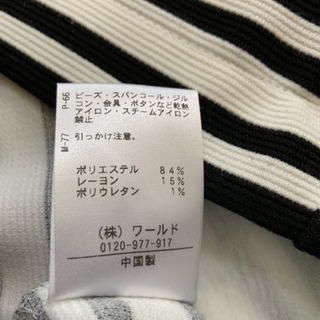 P-66
ビーズ・スパンコール・ジル
コン・金具・ボタンなど乾熱
アイロン・スチームアイロン
禁止
M-77
引っかけ注意。
ポリエステル 84%
レーヨン 15%
ポリウレタン 1%
(株) ワールド
0120-977-917
中国製